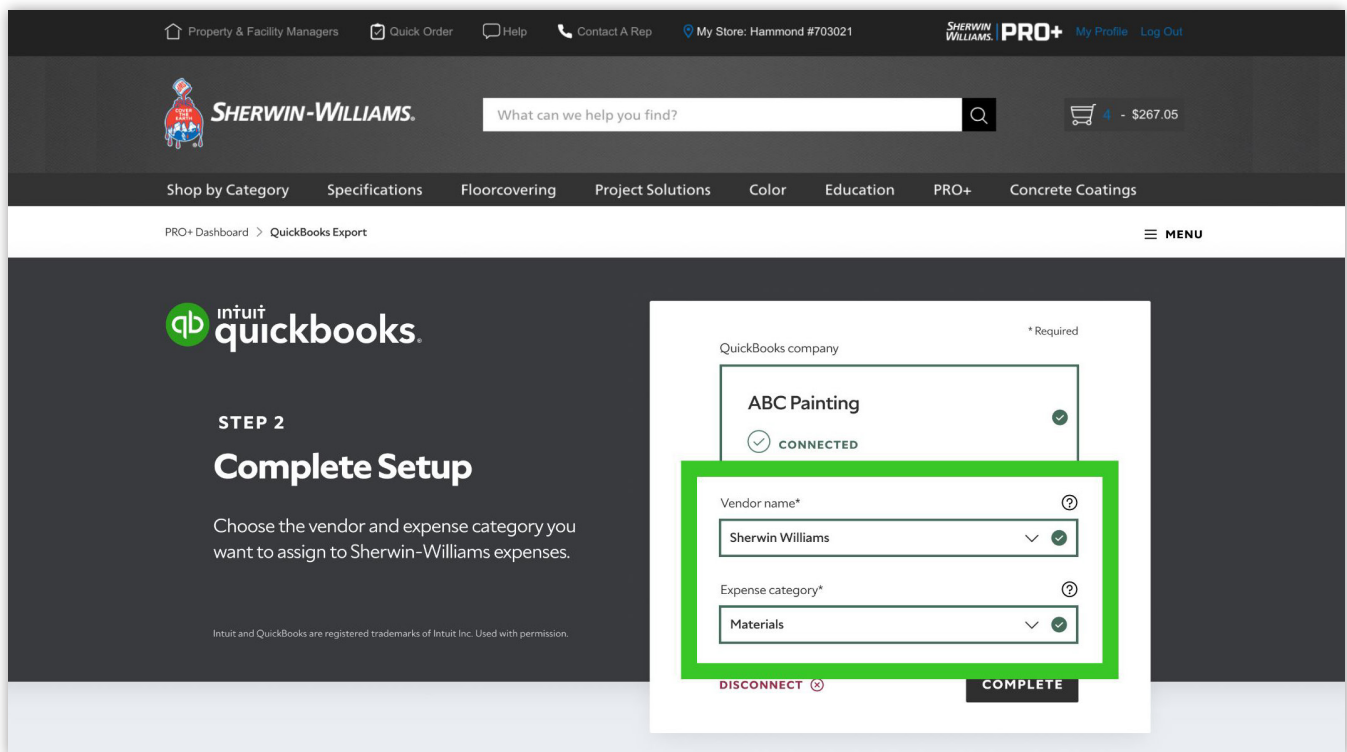 Property & Facility Managers Quick Order Help Contact A Rep My Store: Hammond #703021 SHERWIN WILLIAMS. PRO+ My Profile Log Out
COVER THE EARTH
SHERWIN-WILLIAMS.
What can we help you find?
4 - $267.05
Shop by Category Specifications Floorcovering Project Solutions Color Education PRO+ Concrete Coatings
PRO+ Dashboard > QuickBooks Export
MENU
qb intuit quickbooks.
STEP 2
Complete Setup
Choose the vendor and expense category you
want to assign to Sherwin-Williams expenses.
Intuit and QuickBooks are registered trademarks of Intuit Inc. Used with permission.
* Required
QuickBooks company
ABC Painting
CONNECTED
Vendor name*
Sherwin Williams
Expense category*
Materials
DISCONNECT
COMPLETE